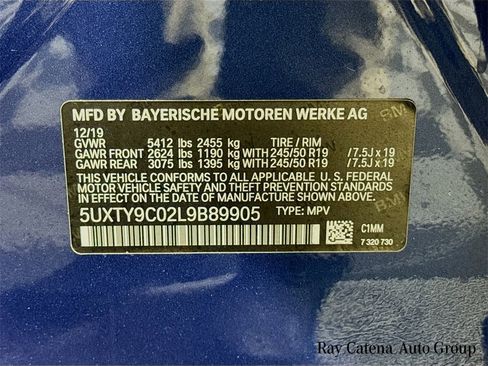 MFD BY BAYERISCHE MOTOREN WERKE AG
12/19
GVWR 5412 lbs 2455 kg TIRE / RIM
GAWR FRONT 2624 lbs 1190 kg WITH 245/50 R19 / 7.5J x 19
GAWR REAR 3075 lbs 1395 kg WITH 245/50 R19 / 7.5J x 19
THIS VEHICLE CONFORMS TO ALL APPLICABLE U. S. FEDERAL
MOTOR VEHICLE SAFETY, BUMPER, AND THEFT PREVENTION
STANDARDS IN EFFECT ON THE DATE OF
MANUFACTURE SHOWN ABOVE.
5UXTY9C02L9B89905 TYPE: MPV
C1MM
7 320 730
Ray Catena Auto Group